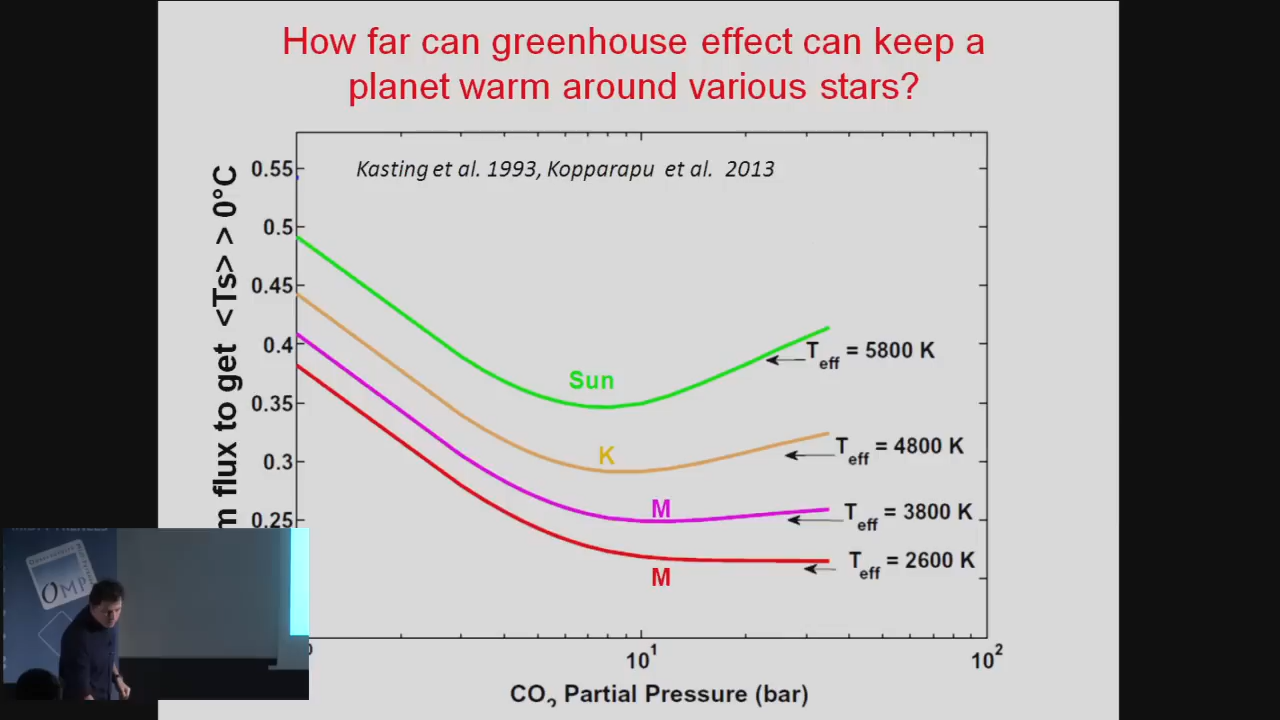 How far can greenhouse effect can keep a
planet warm around various stars?
Kasting et al. 1993, Kopparapu et al. 2013
flux to get <Ts> > 0°C
0.55
0.5
0.45
0.4
0.35
0.3
0.25
Sun
K
M
M
Teff = 5800 K
Teff = 4800 K
Teff = 3800 K
Teff = 2600 K
10¹
10²
CO₂ Partial Pressure (bar)
OMP